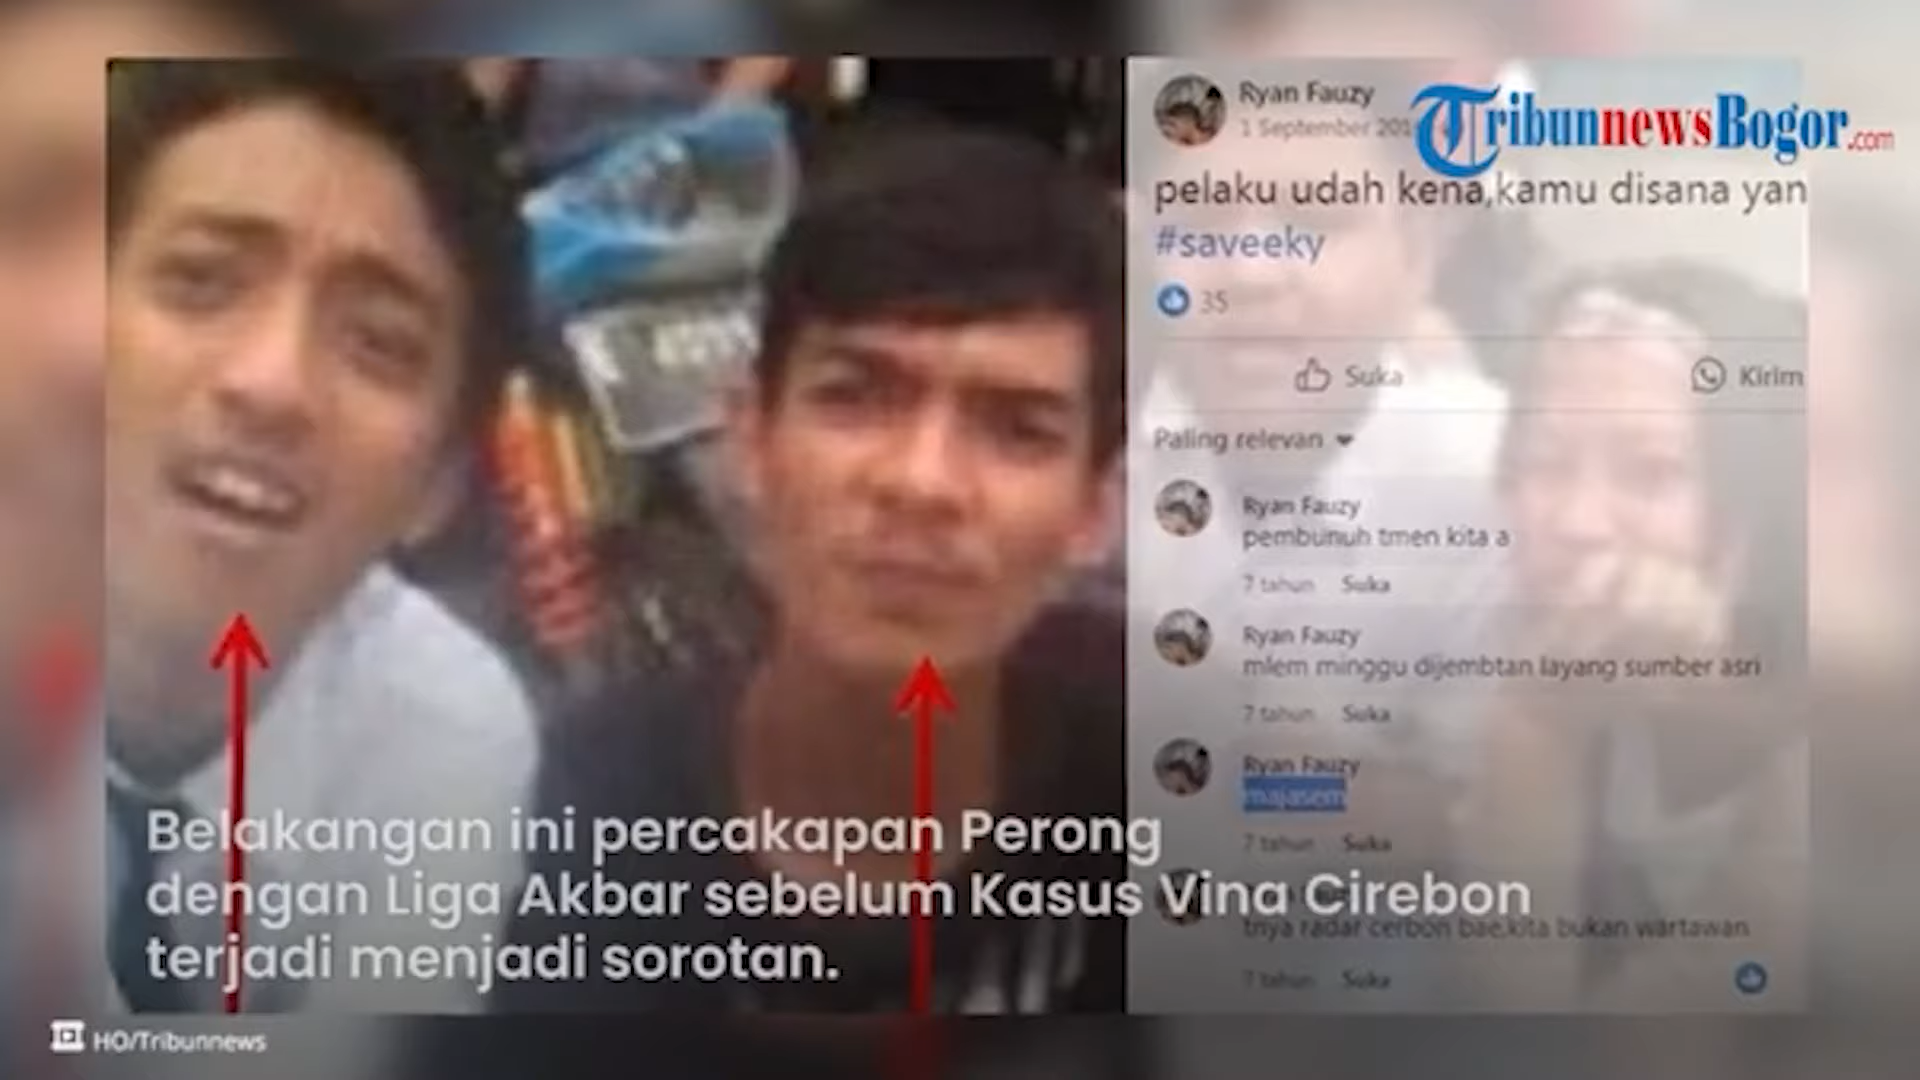 TribunnewsBogor.com
Ryan Fauzy
1 September 201
pelaku udah kena,kamu disana yan
#saveeky
35
Suka
Kirim
Paling relevan
Ryan Fauzy
pembunuh tmen kita a
7 tahun Suka
Ryan Fauzy
mlem minggu dijembtan layang sumber asri
7 tahun Suka
Ryan Fauzy
majasem
7 tahun Suka
tnya radar cerbon bae,kita bukan wartawan
7 tahun Suka
Belakangan ini percakapan Perong
dengan Liga Akbar sebelum Kasus Vina Cirebon
terjadi menjadi sorotan.
HO/Tribunnews